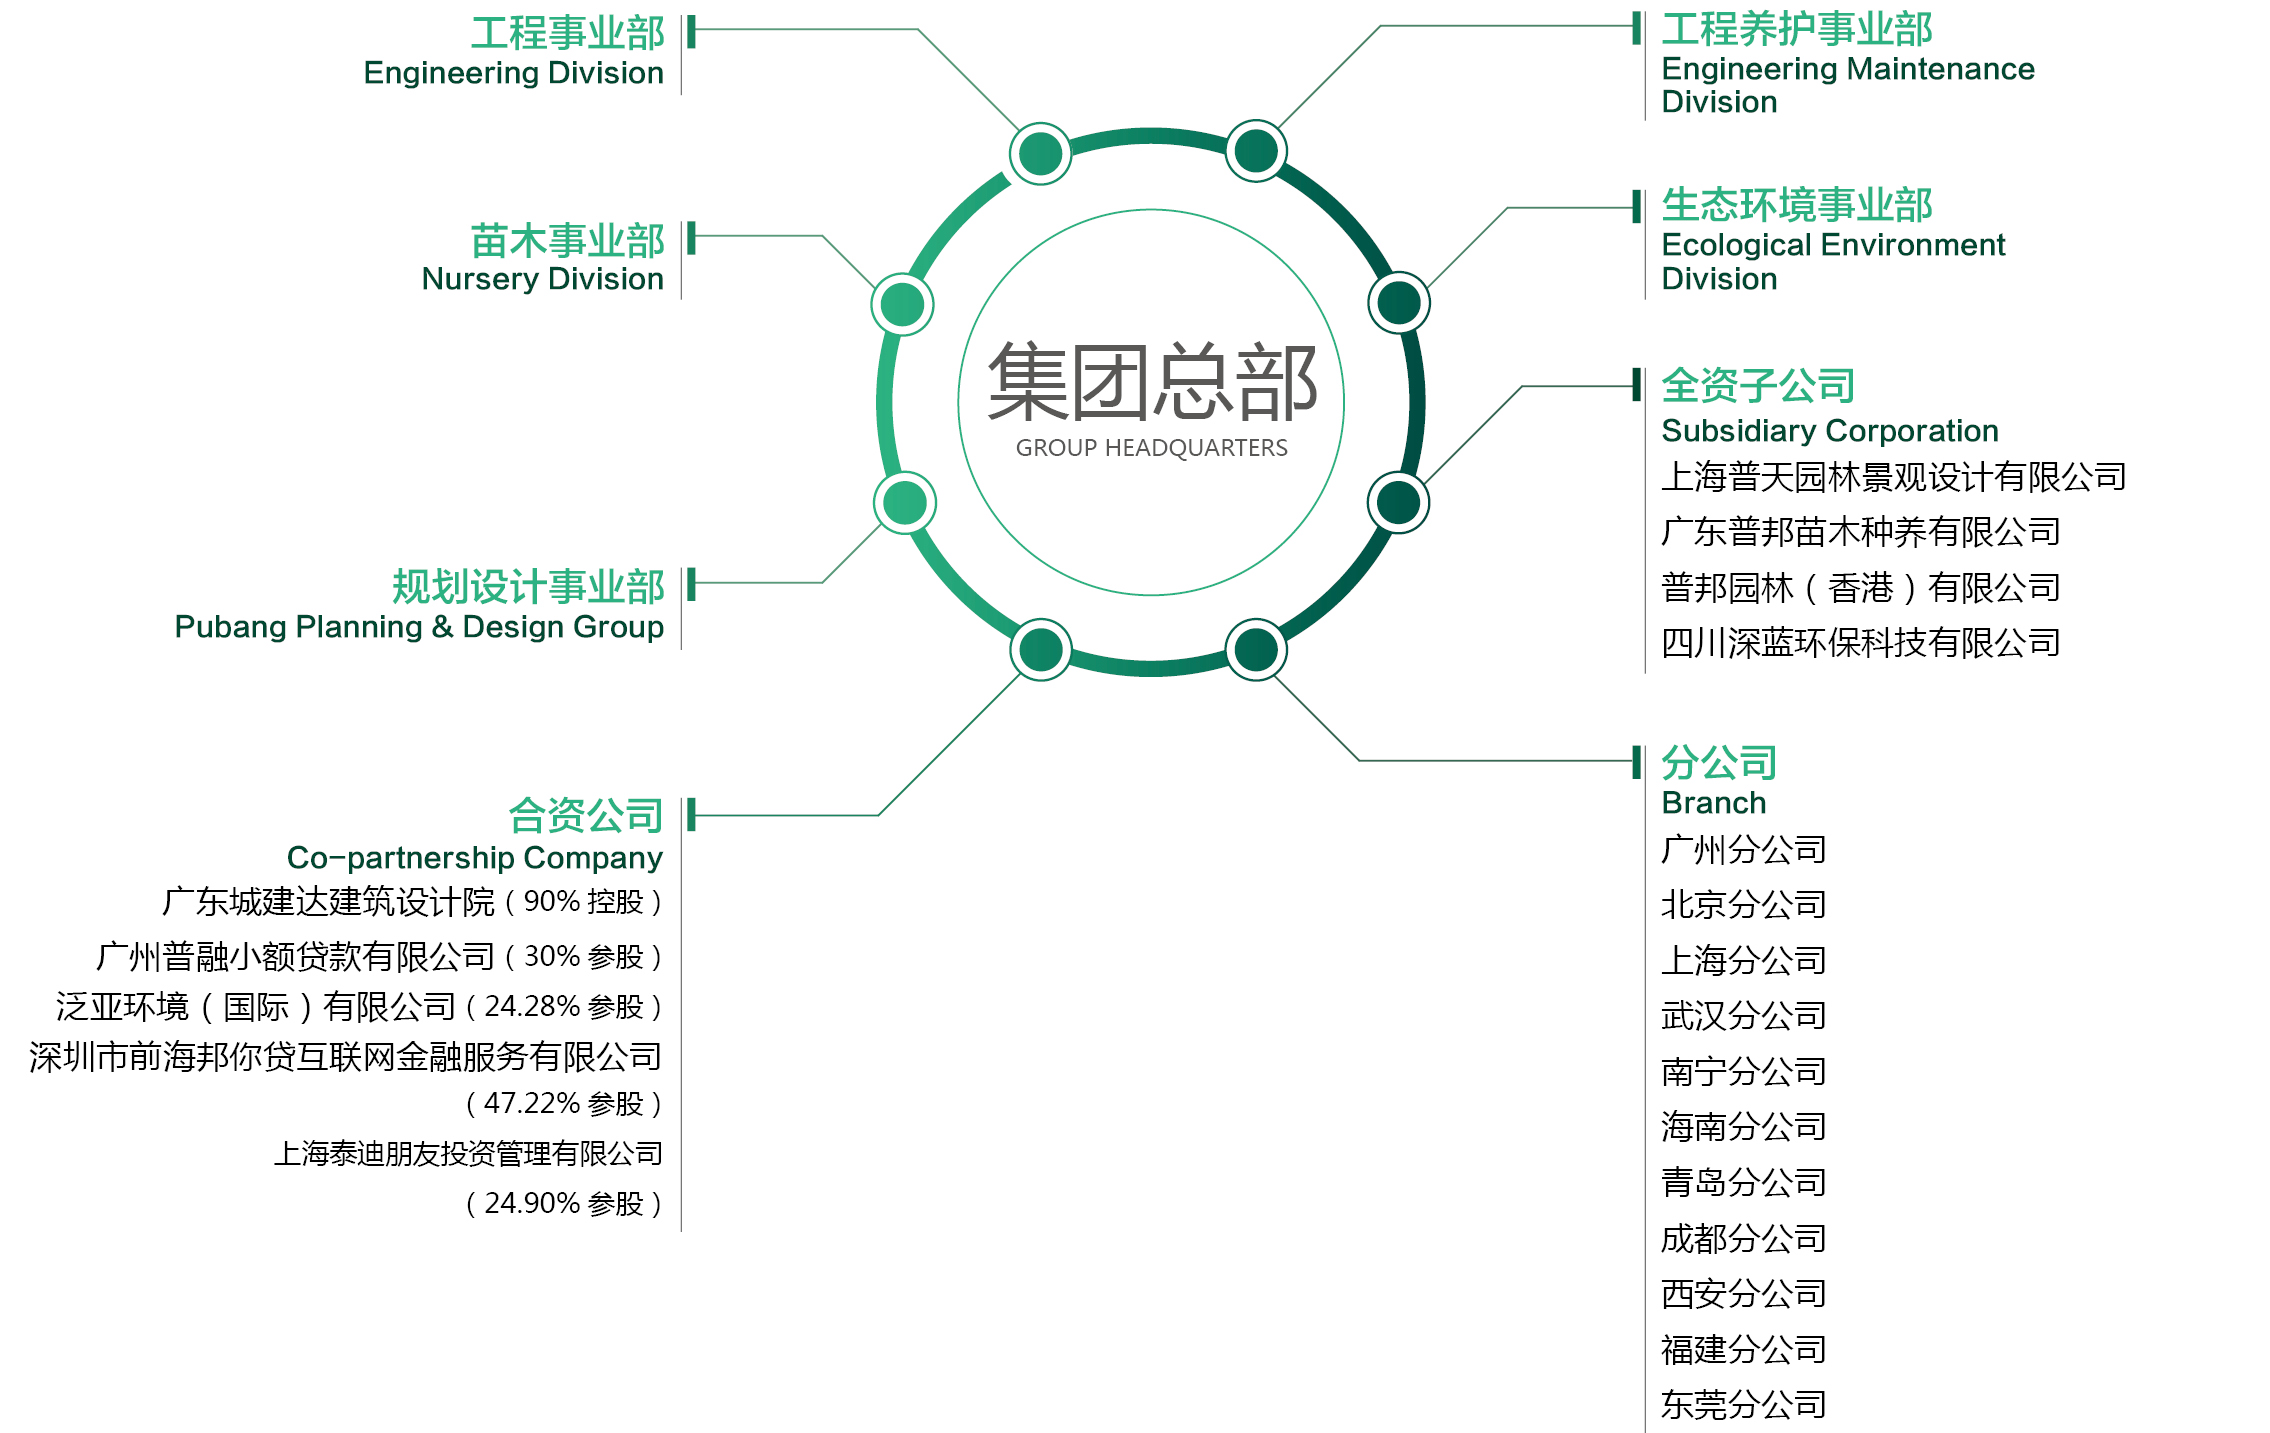 工程事业部
Engineering Division
苗木事业部
Nursery Division
规划设计事业部
Pubang Planning & Design Group
合资公司
Co-partnership Company
广东城建达建筑设计院（90% 控股）
广州普融小额贷款有限公司（30% 参股）
泛亚环境（国际）有限公司（24.28% 参股）
深圳市前海邦你贷互联网金融服务有限公司
（47.22% 参股）
上海泰迪朋友投资管理有限公司
（24.90% 参股）
集团总部
GROUP HEADQUARTERS
工程养护事业部
Engineering Maintenance
Division
生态环境事业部
Ecological Environment
Division
全资子公司
Subsidiary Corporation
上海普天园林景观设计有限公司
广东普邦苗木种养有限公司
普邦园林（香港）有限公司
四川深蓝环保科技有限公司
分公司
Branch
广州分公司
北京分公司
上海分公司
武汉分公司
南宁分公司
海南分公司
青岛分公司
成都分公司
西安分公司
福建分公司
东莞分公司